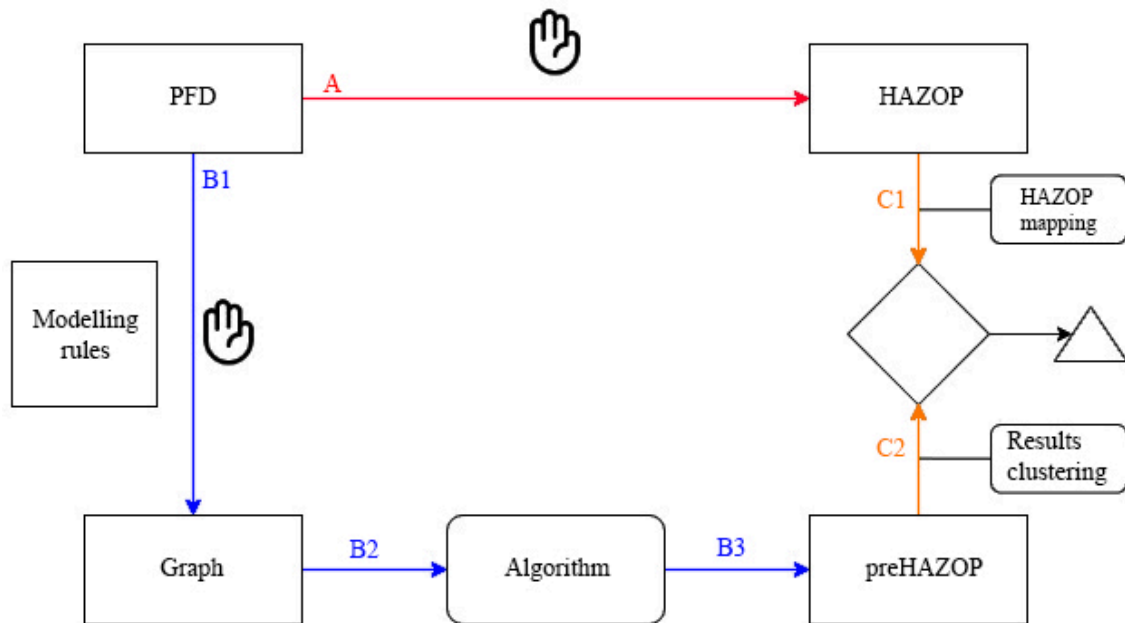 PFD
A
HAZOP
B1
C1
HAZOP
mapping
Modelling
rules
C2
Results
clustering
Graph
B2
Algorithm
B3
preHAZOP